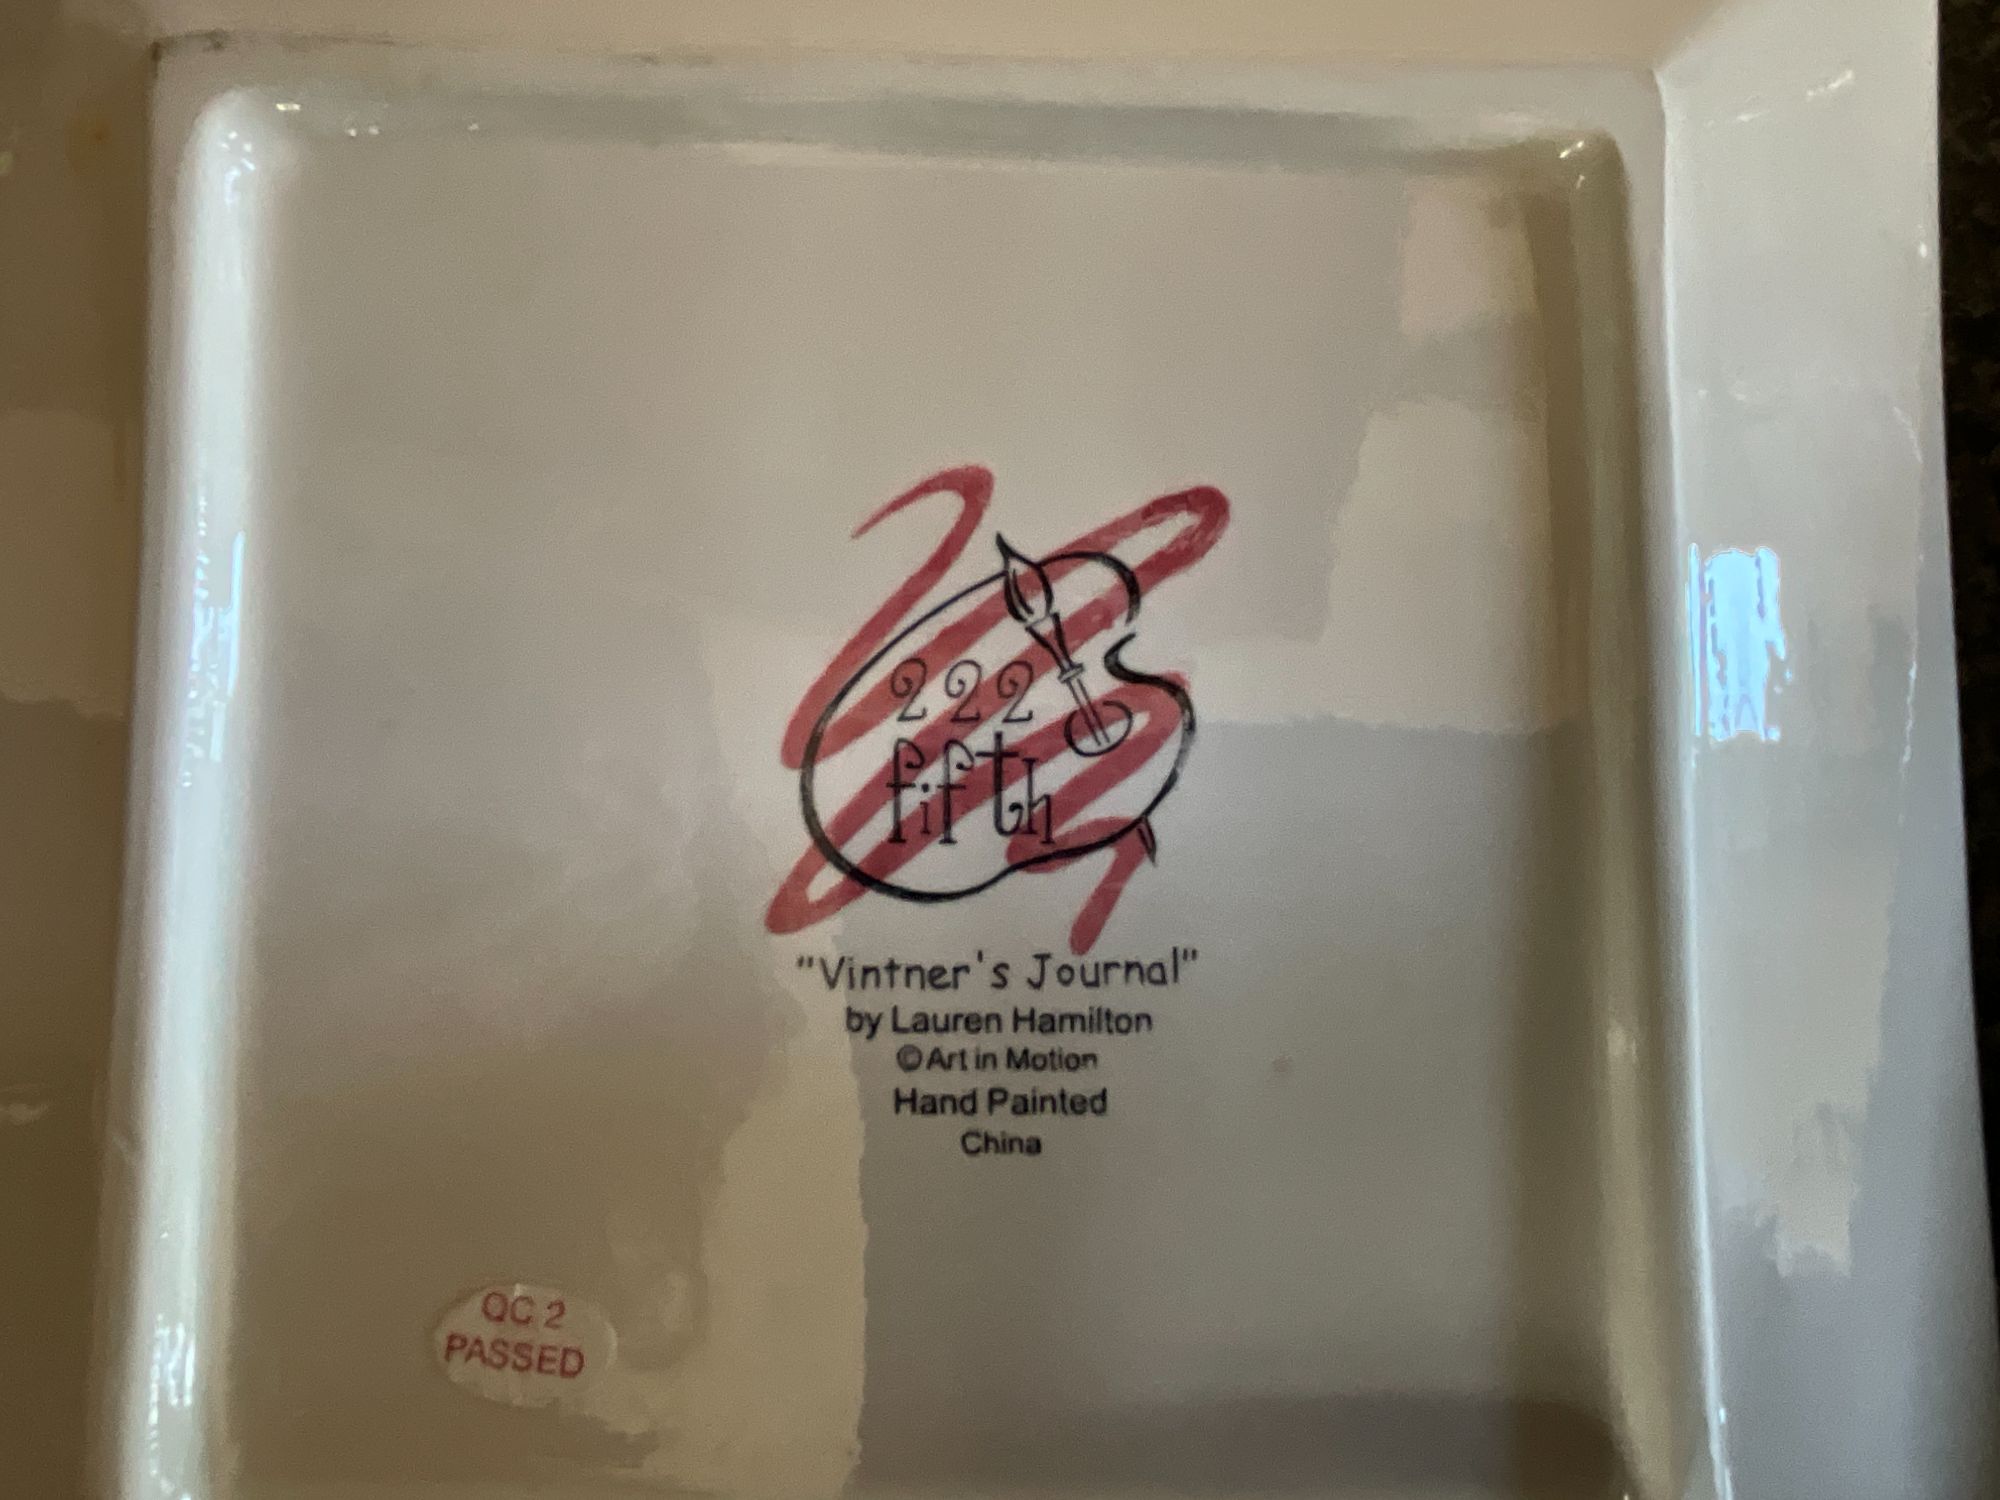 222
fifth
"Vintner's Journal"
by Lauren Hamilton
©Art in Motion
Hand Painted
China
QC 2
PASSED